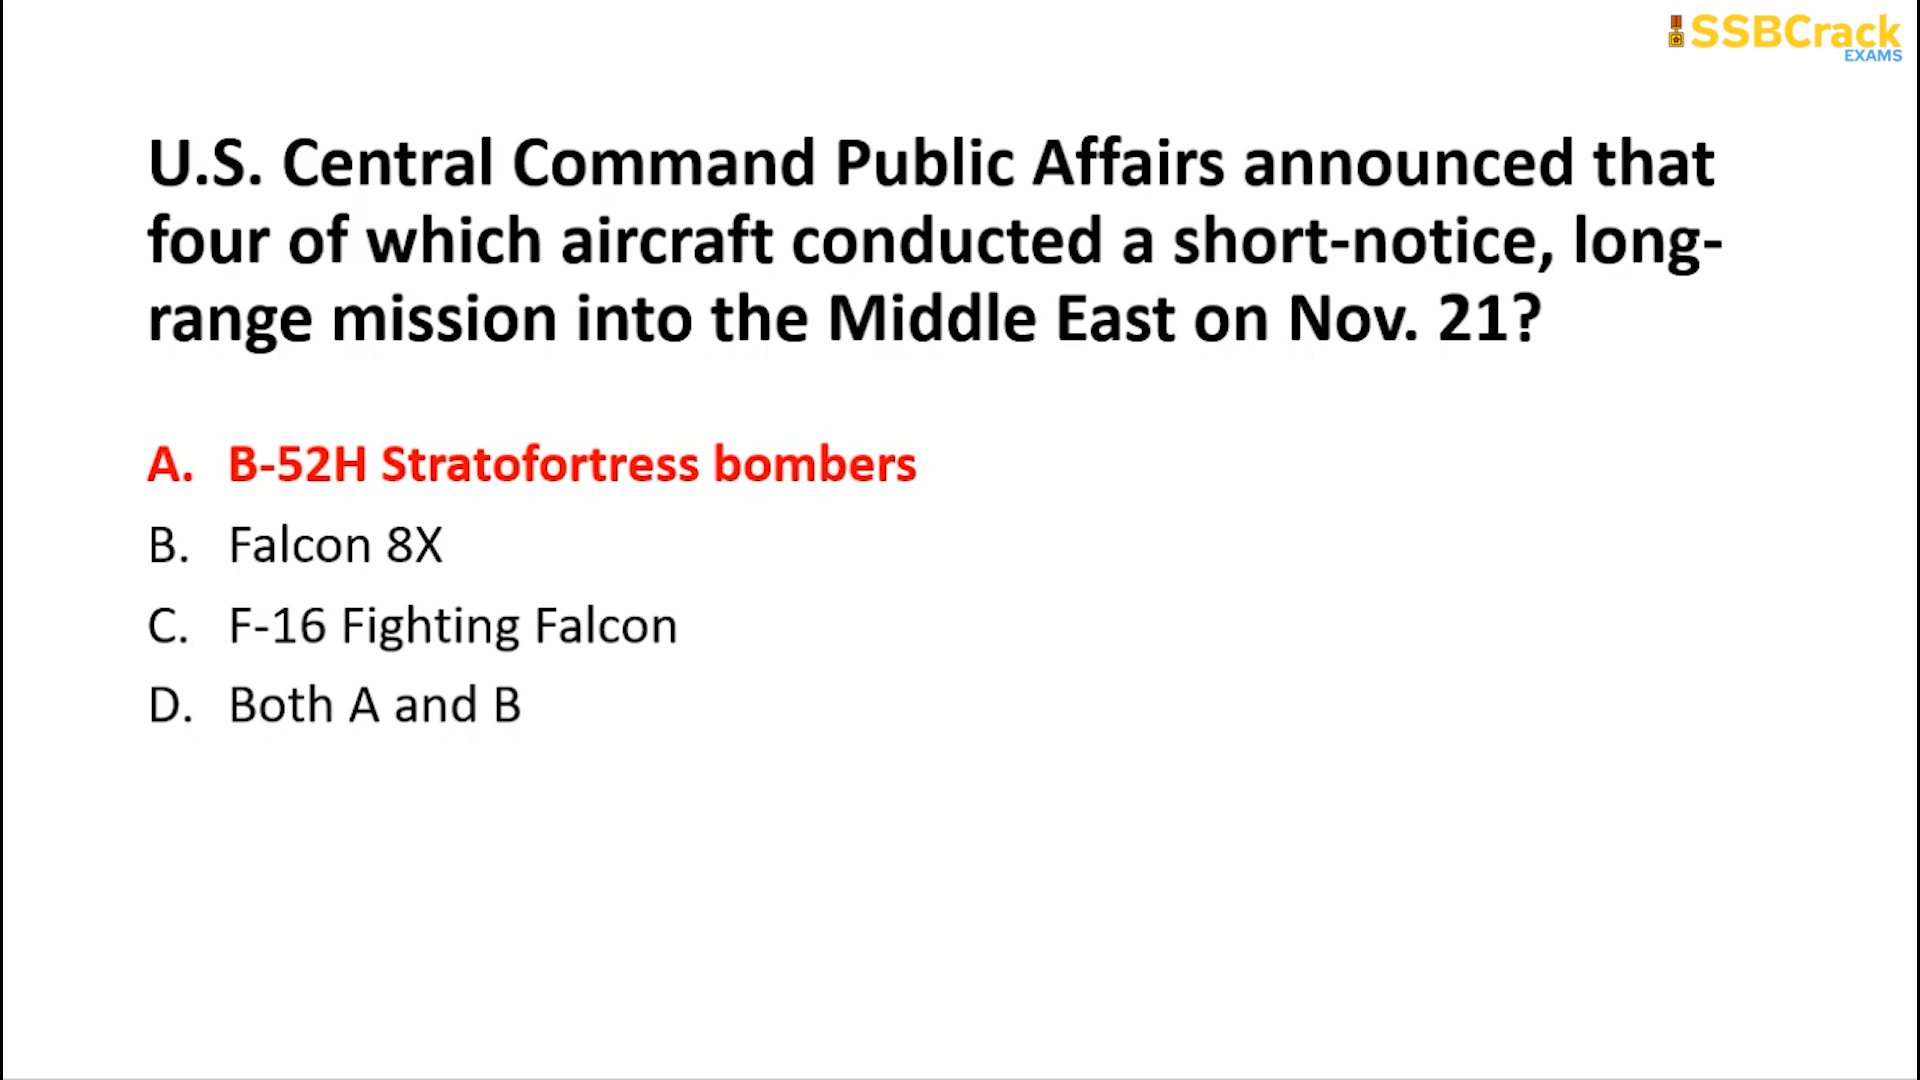 SSBCrack
EXAMS
U.S. Central Command Public Affairs announced that
four of which aircraft conducted a short-notice, long-
range mission into the Middle East on Nov. 21?
A. B-52H Stratofortress bombers
B. Falcon 8X
C. F-16 Fighting Falcon
D. Both A and B